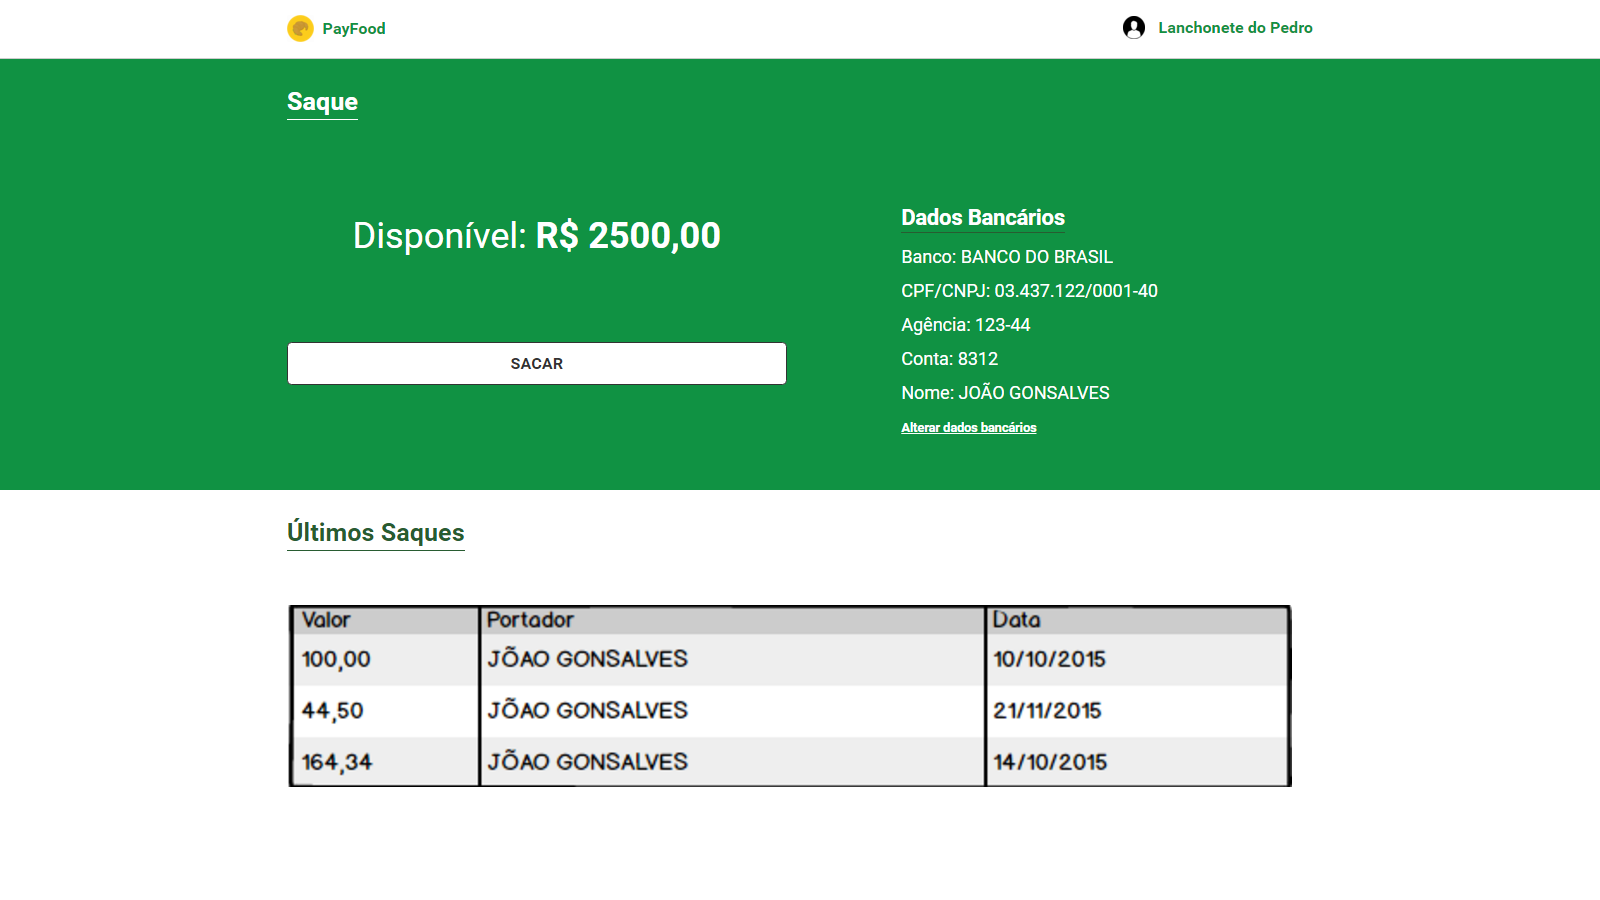 PayFood
Lanchonete do Pedro
Saque
Disponível: R$ 2500,00
SACAR
Dados Bancários
Banco: BANCO DO BRASIL
CPF/CNPJ: 03.437.122/0001-40
Agência: 123-44
Conta: 8312
Nome: JOÃO GONSALVES
Alterar dados bancários
Últimos Saques
Valor Portador Data
100,00 JÕAO GONSALVES 10/10/2015
44,50 JÕAO GONSALVES 21/11/2015
164,34 JÕAO GONSALVES 14/10/2015